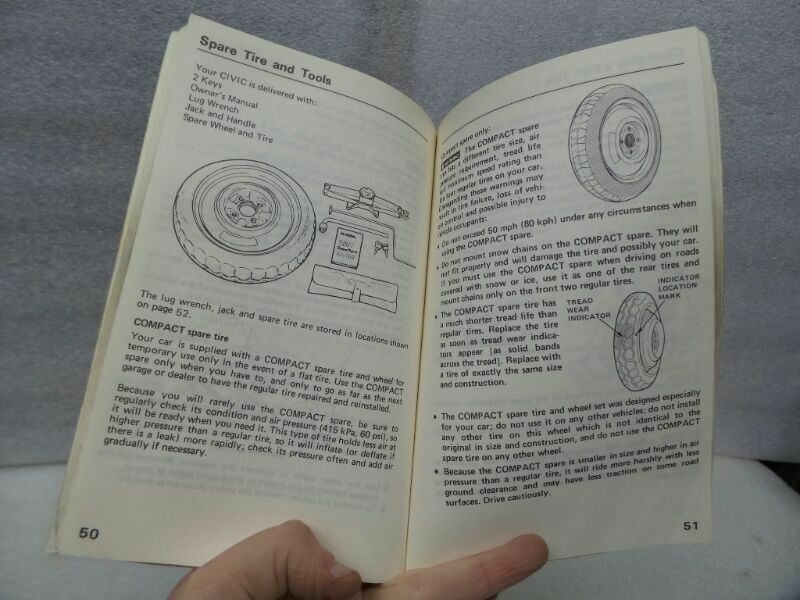 Spare Tire and Tools
Your CIVIC is delivered with:
2 Keys
Owner's Manual
Lug Wrench
Jack and Handle
Spare Wheel and Tire
The lug wrench, jack and spare tire are stored in locations shown
on page 52.
COMPACT spare tire
Your car is supplied with a COMPACT spare tire and wheel for
temporary use only in the event of a flat tire. Use the COMPACT
spare only when you have to, and only to go as far as the next
garage or dealer to have the regular tire repaired and reinstalled.
Because you will rarely use the COMPACT spare, be sure to
regularly check its condition and air pressure (415 kPa, 60 psi), so
it will be ready when you need it. This type of tire holds less air at
higher pressure than a regular tire, so it will inflate (or deflate if
there is a leak) more rapidly; check its pressure often and add air
gradually if necessary.
50
spare only:
The COMPACT spare
has a different tire size, air
requirement, tread life
and maximum speed rating than
the four regular tires on your car.
Disregarding those warnings may
result in tire failure, loss of vehi-
control and possible injury to
vehicle occupants:
• Do not exceed 50 mph (80 kph) under any circumstances when
using the COMPACT spare.
• Do not mount snow chains on the COMPACT spare. They will
not fit properly and will damage the tire and possibly your car.
If you must use the COMPACT spare when driving on roads
covered with snow or ice, use it as one of the rear tires and
mount chains only on the front two regular tires.
• The COMPACT spare tire has
a much shorter tread life than
regular tires. Replace the tire
as soon as tread wear indica-
tors appear [as solid bands
across the tread]. Replace with
a tire of exactly the same size
and construction.
TREAD
WEAR
INDICATOR
INDICATOR
LOCATION
MARK
• The COMPACT spare tire and wheel set was designed especially
for your car; do not use it on any other vehicles; do not install
any other tire on this wheel which is not identical to the
original in size and construction, and do not use the COMPACT
spare tire on any other wheel.
• Because the COMPACT spare is smaller in size and higher in air
pressure than a regular tire, it will ride more harshly with less
ground clearance and may have less traction on some road
surfaces. Drive cautiously.
51